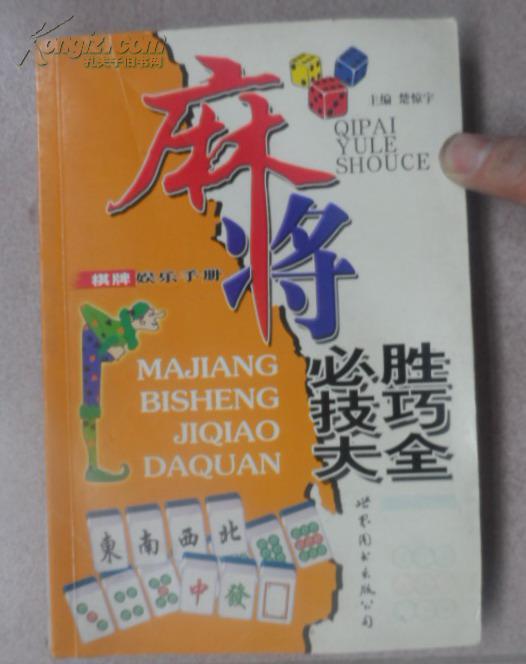 Kongfz.com
孔夫子旧书网
主编 楚惊宇
QIPAI
YULE
SHOUCE
麻将
棋牌娱乐手册
必胜
技巧
大全
MAJIANG
BISHENG
JIQIAO
DAQUAN
東 南 西 北
中 發
世界图书出版公司